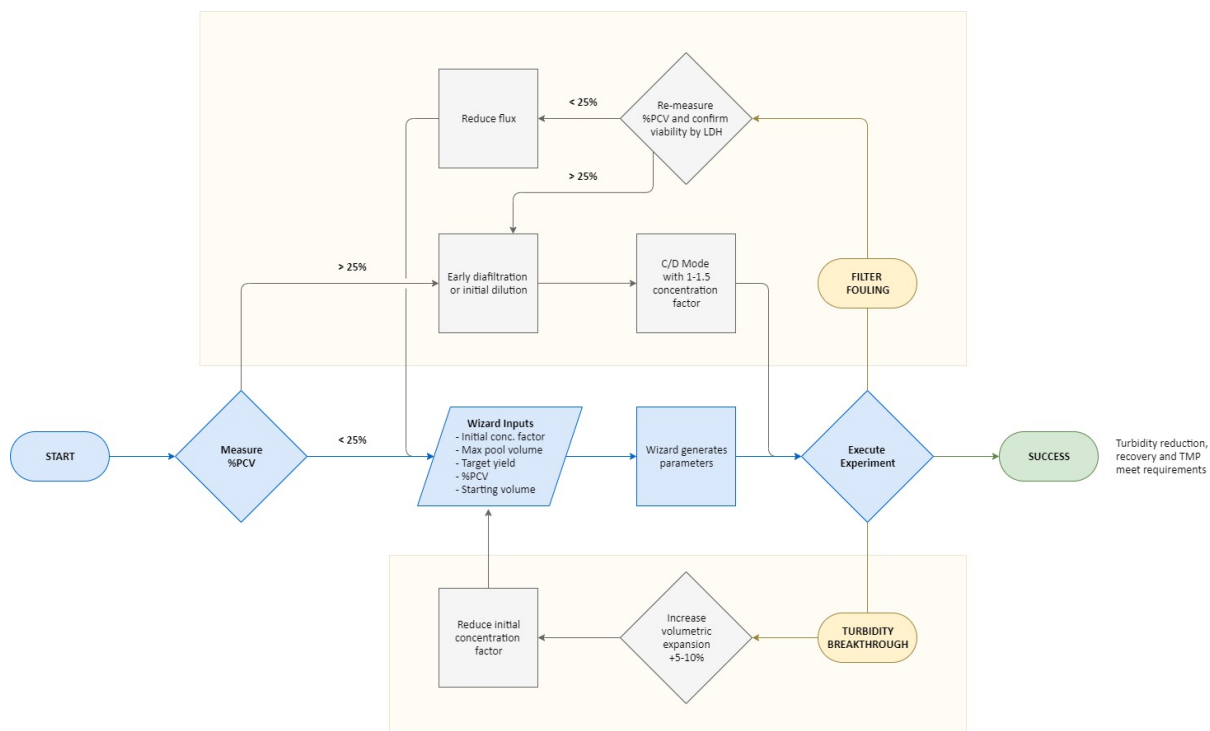 Reduce flux
< 25%
Re-measure
%PCV and confirm
viability by LDH
> 25%
> 25%
Early diafiltration
or initial dilution
C/D Mode
with 1-1.5
concentration
factor
FILTER
FOULING
START
Measure
%PCV
< 25%
Wizard Inputs
- Initial conc. factor
- Max pool volume
- Target yield
- %PCV
- Starting volume
Wizard generates
parameters
Execute
Experiment
SUCCESS
Turbidity reduction,
recovery and TMP
meet requirements
Reduce initial
concentration
factor
Increase
volumetric
expansion
+5-10%
TURBIDITY
BREAKTHROUGH